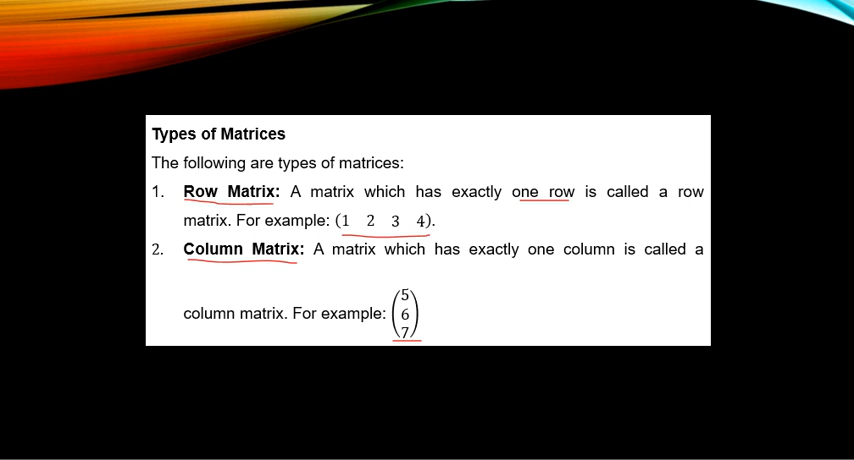 Types of Matrices
The following are types of matrices:
1. Row Matrix: A matrix which has exactly one row is called a row
matrix. For example: (1 2 3 4).
2. Column Matrix: A matrix which has exactly one column is called a
5
column matrix. For example: ( 6 )
7